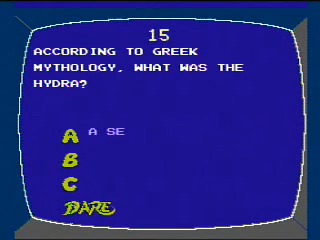 15
ACCORDING TO GREEK
MYTHOLOGY, WHAT WAS THE
HYDRA?
A A SE
B
C
DARE